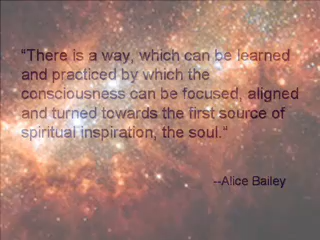 "There is a way, which can be learned
and practiced by which the
consciousness can be focused, aligned
and turned towards the first source of
spiritual inspiration, the soul."
--Alice Bailey